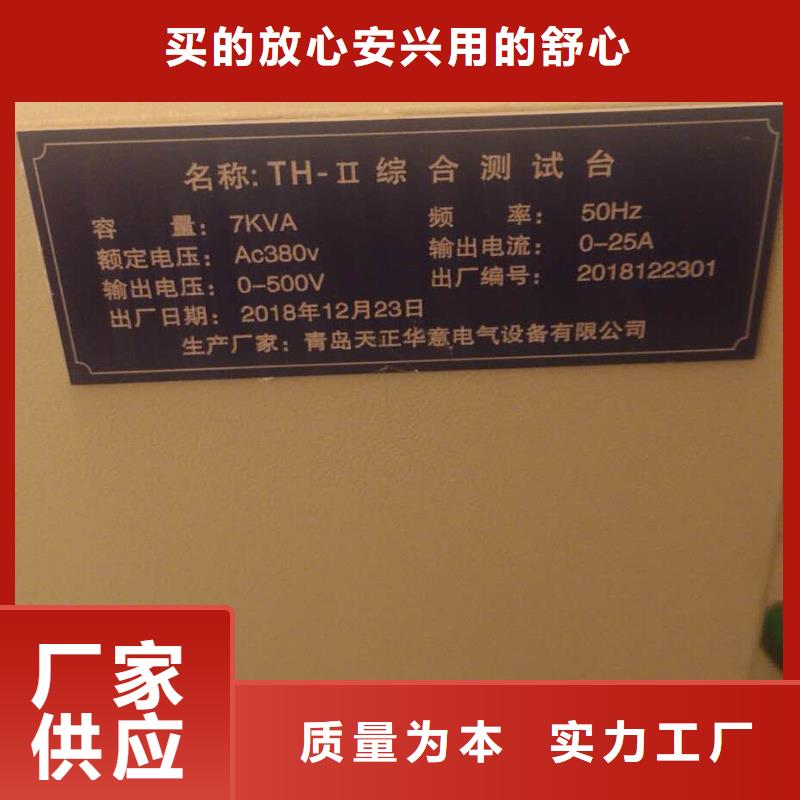 买的放心安兴用的舒心
名称: TH-Ⅱ 综合测试台
容量: 7KVA 频率: 50Hz
额定电压: Ac380v 输出电流: 0-25A
输出电压: 0-500V 出厂编号: 2018122301
出厂日期: 2018年12月23日
生产厂家: 青岛天正华意电气设备有限公司
厂家
供应
质量为本 实力工厂